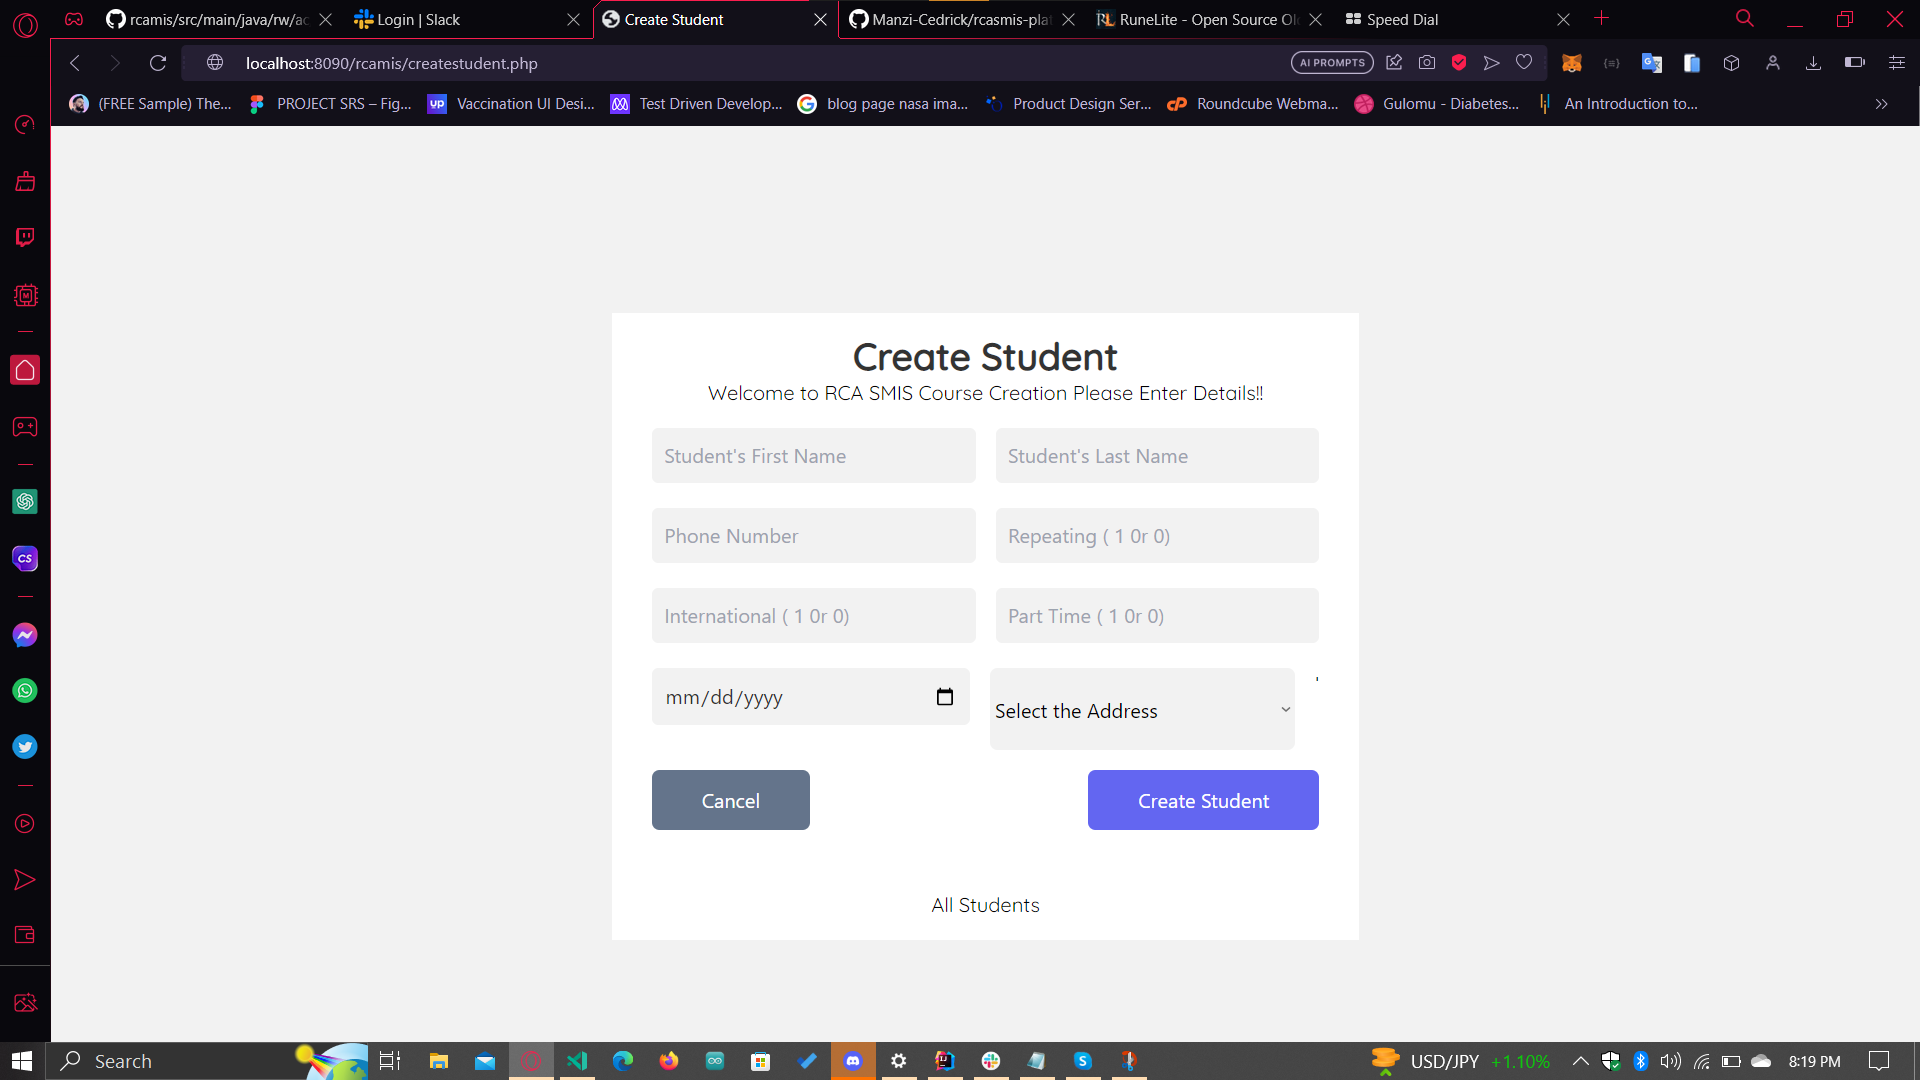 rcamis/src/main/java/rw/ac
Login | Slack
Create Student
Manzi-Cedrick/rcasmis-plat
RuneLite - Open Source Ol
Speed Dial
localhost:8090/rcamis/createstudent.php
AI PROMPTS
(FREE Sample) The...
PROJECT SRS – Fig...
up
Vaccination UI Desi...
Test Driven Develop...
blog page nasa ima...
Product Design Ser...
Roundcube Webma...
Gulomu - Diabetes...
An Introduction to...
Create Student
Welcome to RCA SMIS Course Creation Please Enter Details!!
Student's First Name
Student's Last Name
Phone Number
Repeating ( 1 0r 0)
International ( 1 0r 0)
Part Time ( 1 0r 0)
mm/dd/yyyy
Select the Address
'
Cancel
Create Student
All Students
CS
Search
USD/JPY +1.10%
8:19 PM